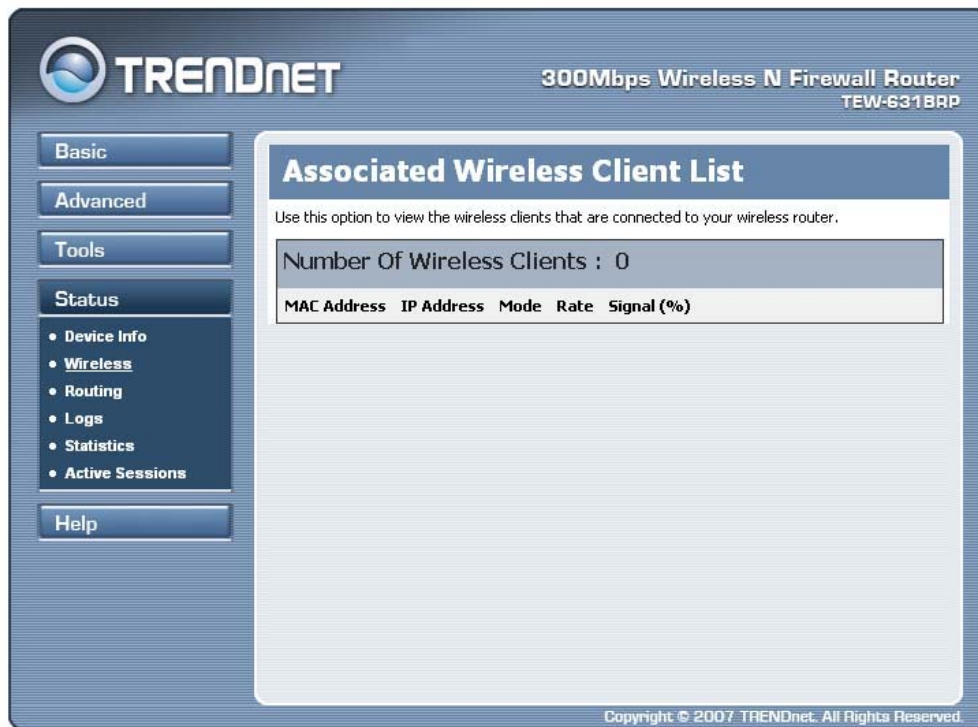 TRENDNET
300Mbps Wireless N Firewall Router
TEW-631BRP
Basic
Advanced
Tools
Status
• Device Info
• Wireless
• Routing
• Logs
• Statistics
• Active Sessions
Help
Associated Wireless Client List
Use this option to view the wireless clients that are connected to your wireless router.
Number Of Wireless Clients : 0
MAC Address IP Address Mode Rate Signal (%)
Copyright © 2007 TRENDnet. All Rights Reserved.